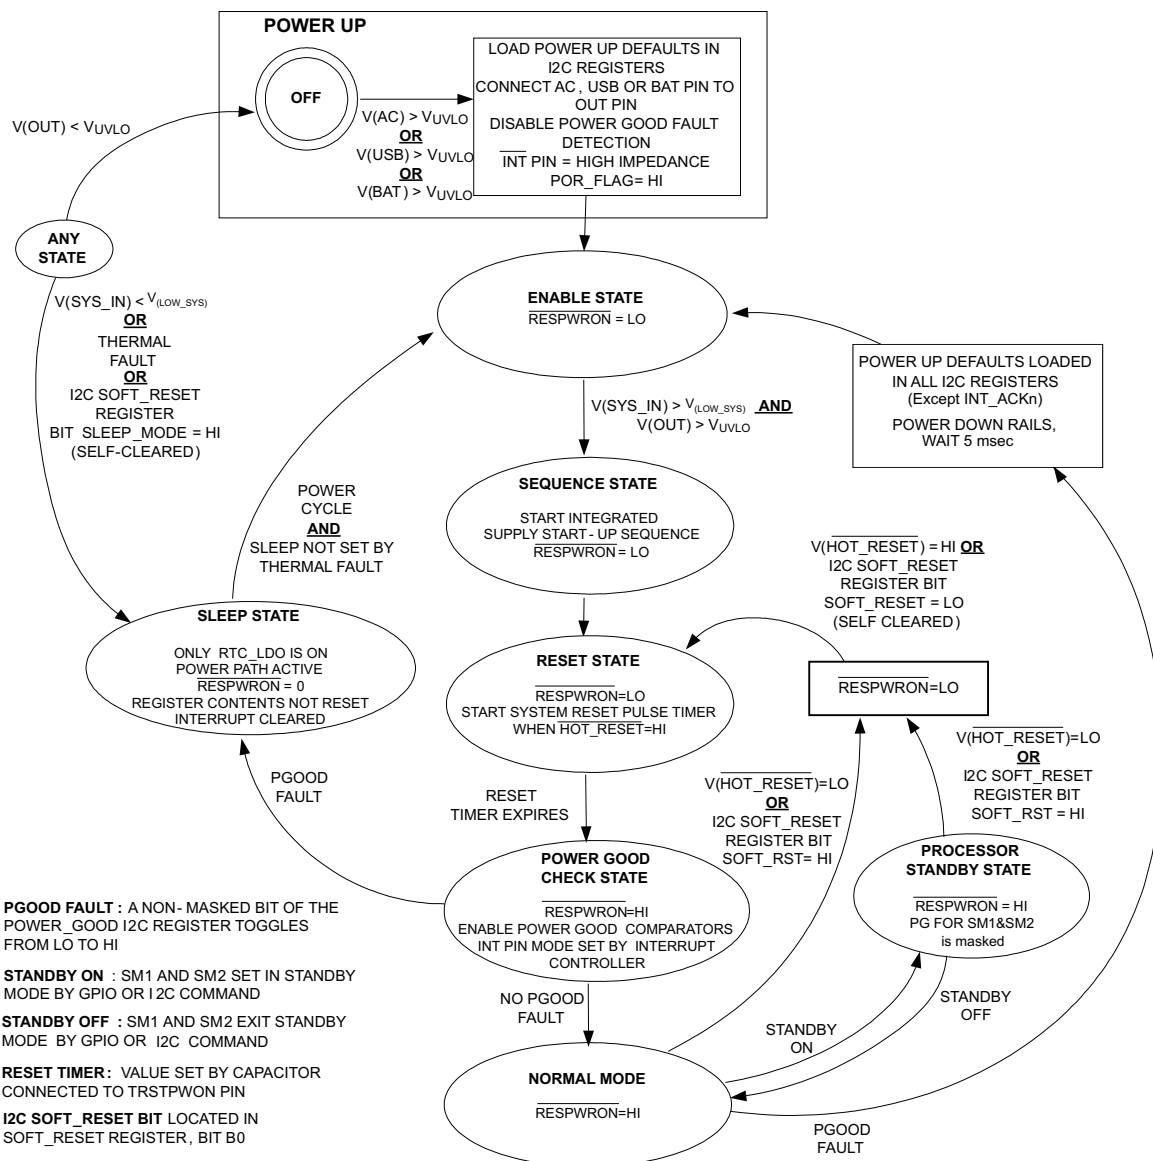 POWER UP
OFF
V(AC) > VUVLO
OR
V(USB) > VUVLO
OR
V(BAT) > VUVLO
LOAD POWER UP DEFAULTS IN
I2C REGISTERS
CONNECT AC, USB OR BAT PIN TO
OUT PIN
DISABLE POWER GOOD FAULT
DETECTION
INT PIN = HIGH IMPEDANCE
POR_FLAG= HI
V(OUT) < VUVLO
ANY
STATE
V(SYS_IN) < V(LOW_SYS)
OR
THERMAL
FAULT
OR
I2C SOFT_RESET
REGISTER
BIT SLEEP_MODE = HI
(SELF-CLEARED)
ENABLE STATE
RESPWRON = LO
POWER UP DEFAULTS LOADED
IN ALL I2C REGISTERS
(Except INT_ACKn)
POWER DOWN RAILS,
WAIT 5 msec
V(SYS_IN) > V(LOW_SYS) AND
V(OUT) > VUVLO
POWER
CYCLE
AND
SLEEP NOT SET BY
THERMAL FAULT
SEQUENCE STATE
START INTEGRATED
SUPPLY START- UP SEQUENCE
RESPWRON = LO
V(HOT_RESET) = HI OR
I2C SOFT_RESET
REGISTER BIT
SOFT_RESET = LO
(SELF CLEARED)
SLEEP STATE
ONLY RTC_LDO IS ON
POWER PATH ACTIVE
RESPWRON = 0
REGISTER CONTENTS NOT RESET
INTERRUPT CLEARED
RESET STATE
RESPWRON=LO
START SYSTEM RESET PULSE TIMER
WHEN HOT_RESET=HI
RESPWRON=LO
PGOOD
FAULT
RESET
TIMER EXPIRES
V(HOT_RESET)=LO
OR
I2C SOFT_RESET
REGISTER BIT
SOFT_RST= HI
V(HOT_RESET)=LO
OR
I2C SOFT_RESET
REGISTER BIT
SOFT_RST = HI
POWER GOOD
CHECK STATE
RESPWRON=HI
ENABLE POWER GOOD COMPARATORS
INT PIN MODE SET BY INTERRUPT
CONTROLLER
PROCESSOR
STANDBY STATE
RESPWRON = HI
PG FOR SM1&SM2
is masked
NO PGOOD
FAULT
STANDBY
ON
STANDBY
OFF
NORMAL MODE
RESPWRON=HI
PGOOD
FAULT
PGOOD FAULT : A NON- MASKED BIT OF THE
POWER_GOOD I2C REGISTER TOGGLES
FROM LO TO HI
STANDBY ON : SM1 AND SM2 SET IN STANDBY
MODE BY GPIO OR I2C COMMAND
STANDBY OFF : SM1 AND SM2 EXIT STANDBY
MODE BY GPIO OR I2C COMMAND
RESET TIMER: VALUE SET BY CAPACITOR
CONNECTED TO TRSTPWON PIN
I2C SOFT_RESET BIT LOCATED IN
SOFT_RESET REGISTER, BIT B0